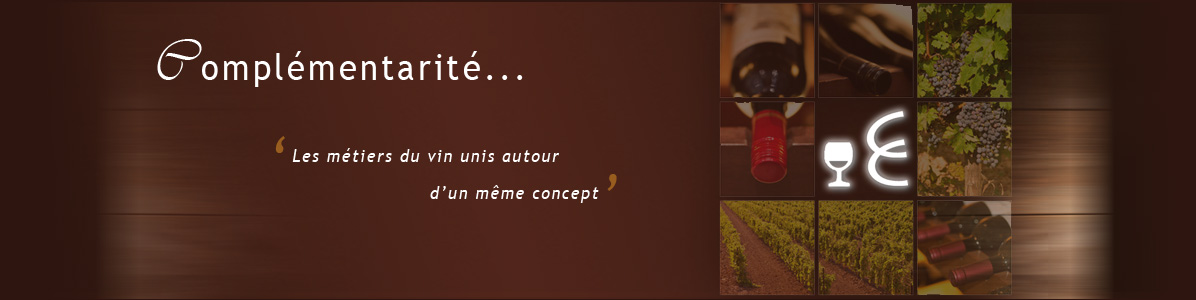 Complémentarité...
‘ Les métiers du vin unis autour
d’un même concept ’